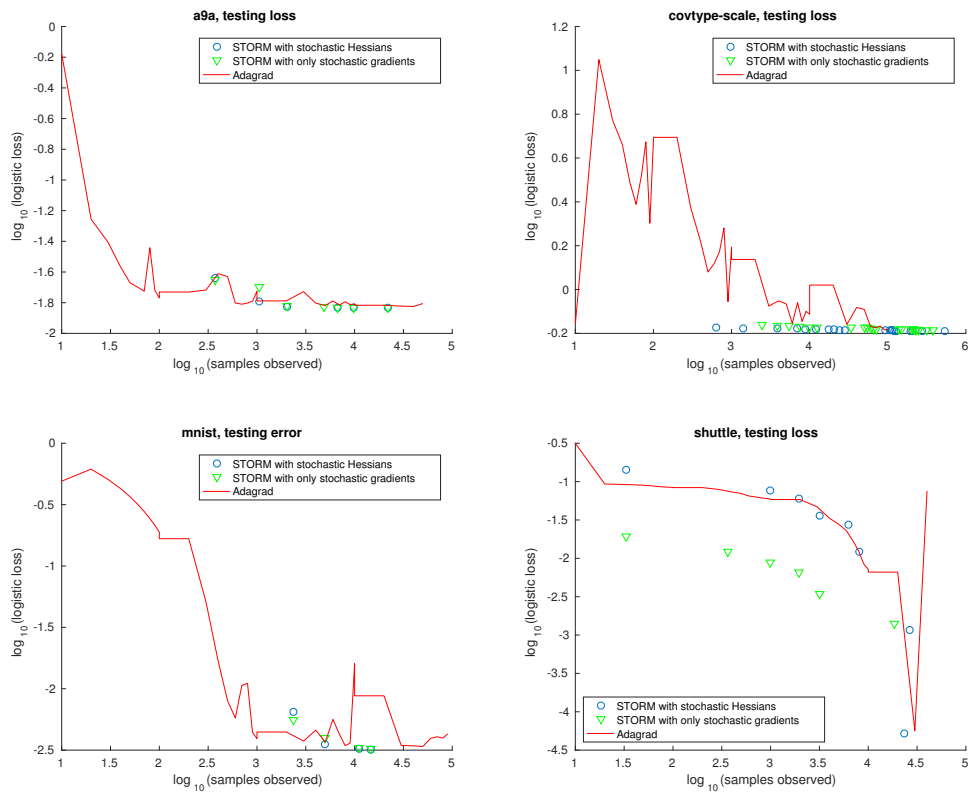 a9a, testing loss
0
-0.2
-0.4
-0.6
-0.8
-1
-1.2
-1.4
-1.6
-1.8
-2
log 10 (logistic loss)
STORM with stochastic Hessians
STORM with only stochastic gradients
Adagrad
1 1.5 2 2.5 3 3.5 4 4.5 5
log 10 (samples observed)
covtype-scale, testing loss
1.2
1
0.8
0.6
0.4
0.2
0
-0.2
log 10 (logistic loss)
STORM with stochastic Hessians
STORM with only stochastic gradients
Adagrad
1 2 3 4 5 6
log 10 (samples observed)
mnist, testing error
0
-0.5
-1
-1.5
-2
-2.5
log 10 (logistic loss)
STORM with stochastic Hessians
STORM with only stochastic gradients
Adagrad
1 1.5 2 2.5 3 3.5 4 4.5 5
log 10 (samples observed)
shuttle, testing loss
-0.5
-1
-1.5
-2
-2.5
-3
-3.5
-4
-4.5
log 10 (logistic loss)
STORM with stochastic Hessians
STORM with only stochastic gradients
Adagrad
1 1.5 2 2.5 3 3.5 4 4.5 5
log 10 (samples observed)